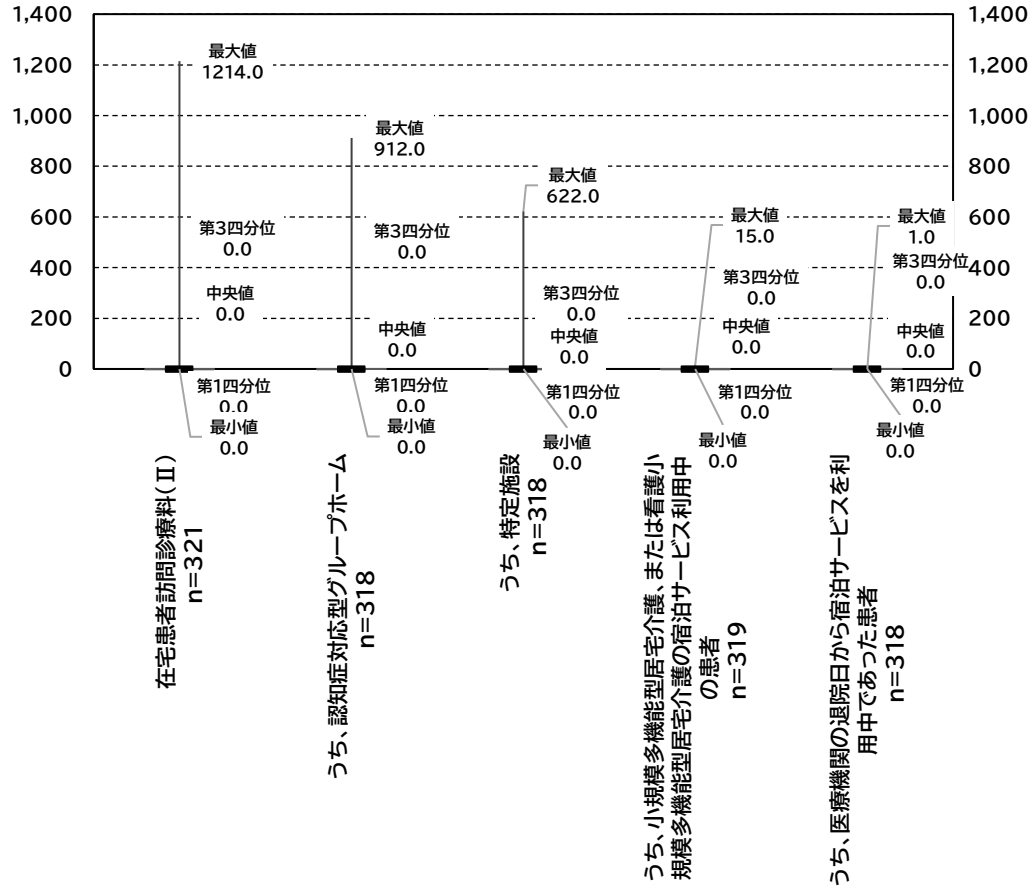 1,400
1,200
1,000
800
600
400
200
0
1,400
1,200
1,000
800
600
400
200
0
最大値
1214.0
第3四分位
0.0
中央値
0.0
第1四分位
0.0
最小値
0.0
最大値
912.0
第3四分位
0.0
中央値
0.0
第1四分位
0.0
最小値
0.0
最大値
622.0
第3四分位
0.0
中央値
0.0
第1四分位
0.0
最小値
0.0
最大値
15.0
第3四分位
0.0
中央値
0.0
第1四分位
0.0
最小値
0.0
最大値
1.0
第3四分位
0.0
中央値
0.0
第1四分位
0.0
最小値
0.0
在宅患者訪問診療料(Ⅱ)
n=321
うち、認知症対応型グループホーム
n=318
うち、特定施設
n=318
うち、小規模多機能型居宅介護、または看護小
規模多機能型居宅介護の宿泊サービス利用中
の患者
n=319
うち、医療機関の退院日から宿泊サービスを利
用中であった患者
n=318